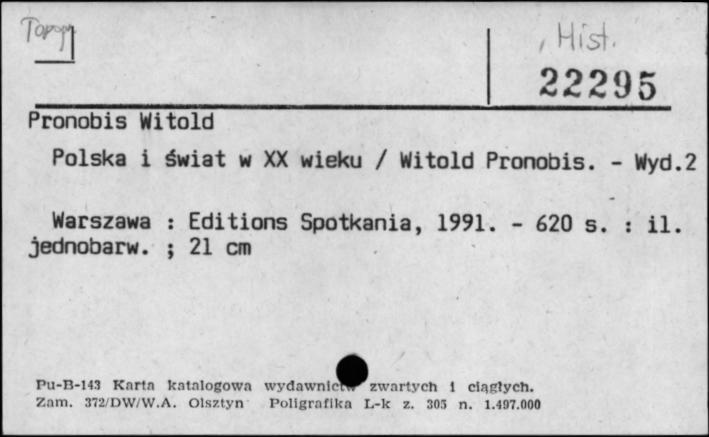 Topogr
Hist.
22295
Pronobis Witold
Polska i świat w XX wieku / Witold Pronobis. - Wyd.2
Warszawa : Editions Spotkania, 1991. - 620 s. : il.
jednobarw. ; 21 cm
Pu-B-143 Karta katalogowa wydawnictw zwartych i ciągłych.
Zam. 372/DW/W.A. Olsztyn Poligrafika L-k z. 305 n. 1.497.000